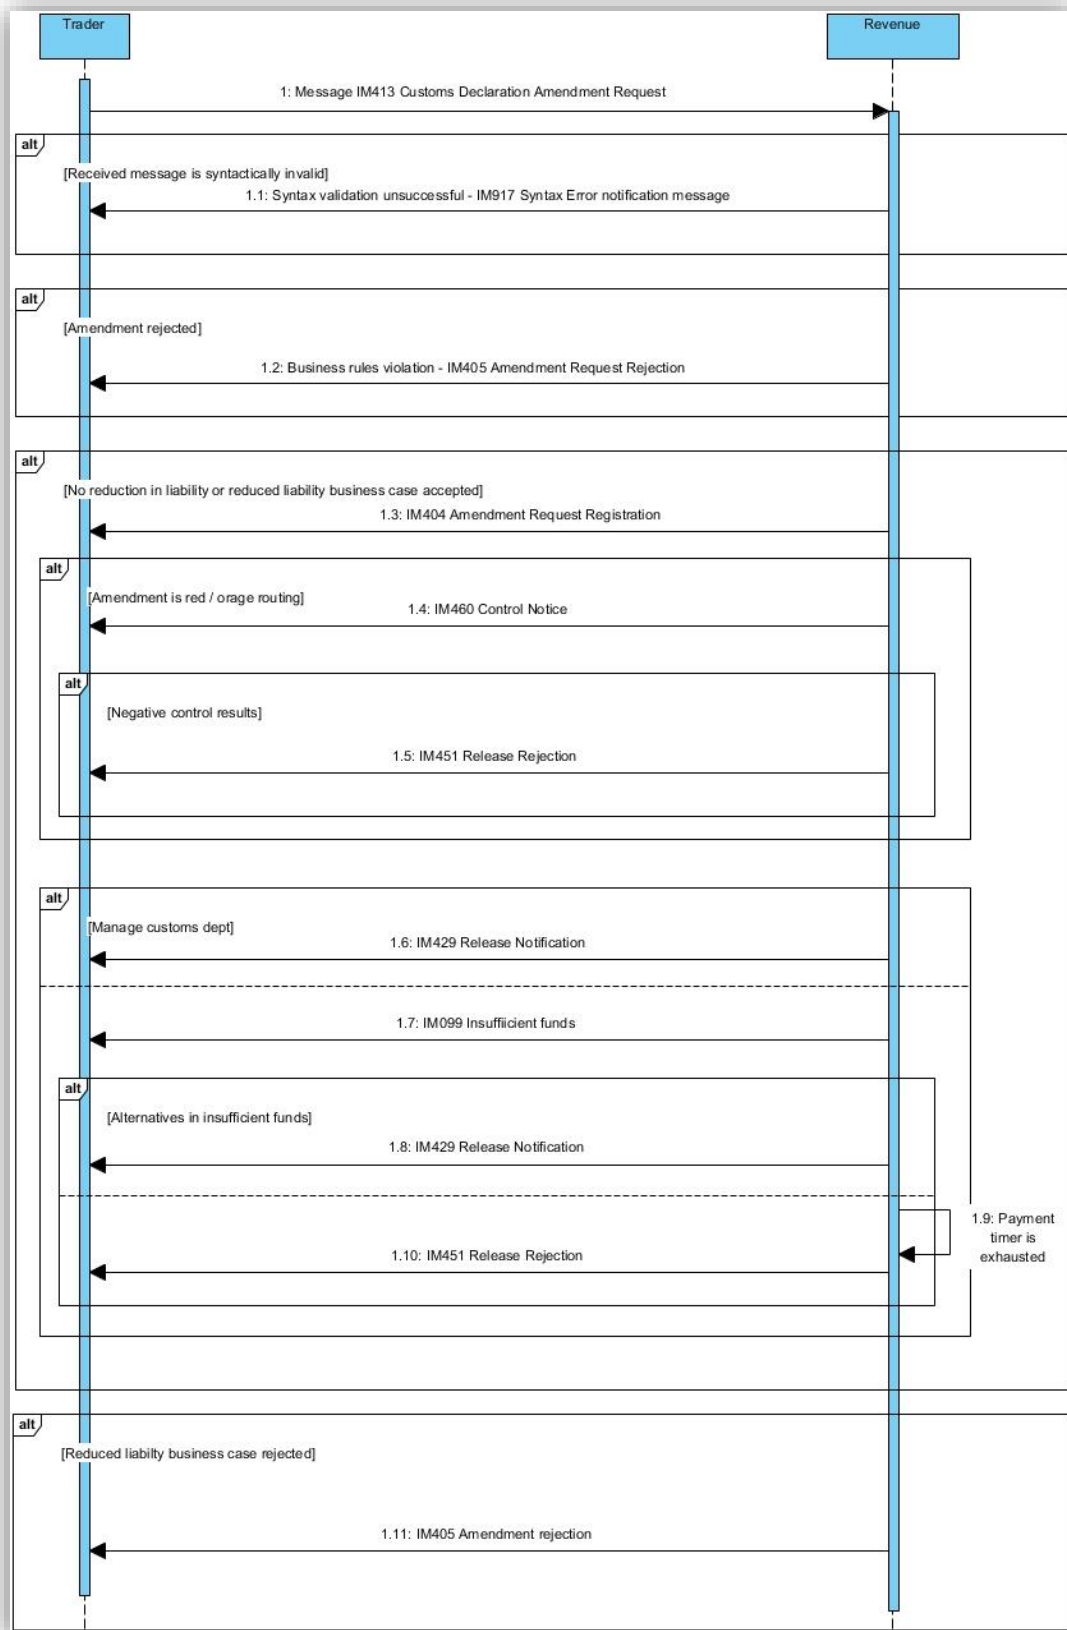 Trader
Revenue
1: Message IM413 Customs Declaration Amendment Request
alt
[Received message is syntactically invalid]
1.1: Syntax validation unsuccessful - IM917 Syntax Error notification message
alt
[Amendment rejected]
1.2: Business rules violation - IM405 Amendment Request Rejection
alt
[No reduction in liability or reduced liability business case accepted]
1.3: IM404 Amendment Request Registration
alt
[Amendment is red / orage routing]
1.4: IM460 Control Notice
alt
[Negative control results]
1.5: IM451 Release Rejection
alt
[Manage customs dept]
1.6: IM429 Release Notification
1.7: IM099 Insuffiicient funds
alt
[Alternatives in insufficient funds]
1.8: IM429 Release Notification
1.9: Payment
timer is
exhausted
1.10: IM451 Release Rejection
alt
[Reduced liabilty business case rejected]
1.11: IM405 Amendment rejection